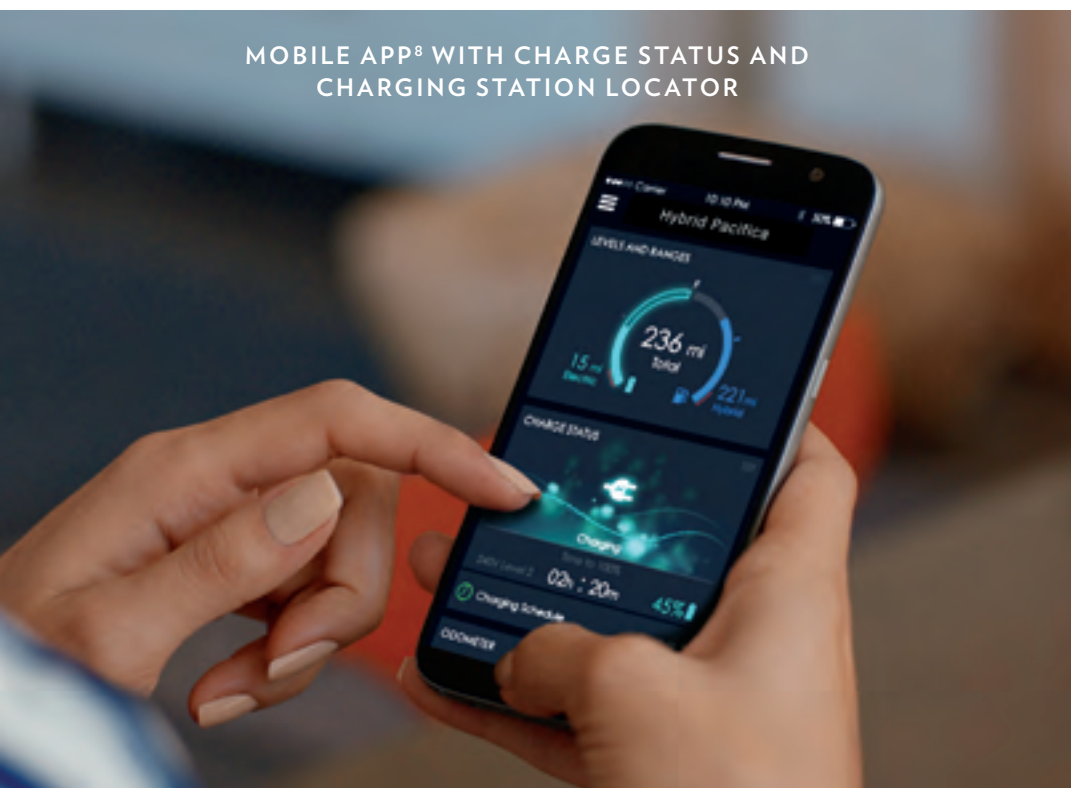 MOBILE APP⁸ WITH CHARGE STATUS AND
CHARGING STATION LOCATOR
Carrier 10:10 PM 50%
Hybrid Pacifica
LEVELS AND RANGES
236 mi
Total
15 mi
Electric
221 mi
Hybrid
CHARGE STATUS
Charging
Time to 100%
240V Level 2 02h : 20m 45%
Charging Schedule
ODOMETER